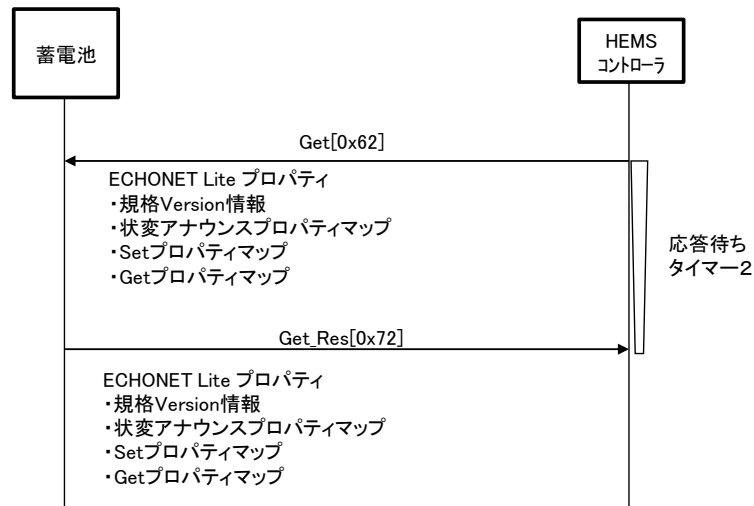 蓄電池
HEMS
コントローラ
Get[0x62]
ECHONET Lite プロパティ
・規格Version情報
・状変アナウンスプロパティマップ
・Setプロパティマップ
・Getプロパティマップ
応答待ち
タイマー2
Get_Res[0x72]
ECHONET Lite プロパティ
・規格Version情報
・状変アナウンスプロパティマップ
・Setプロパティマップ
・Getプロパティマップ